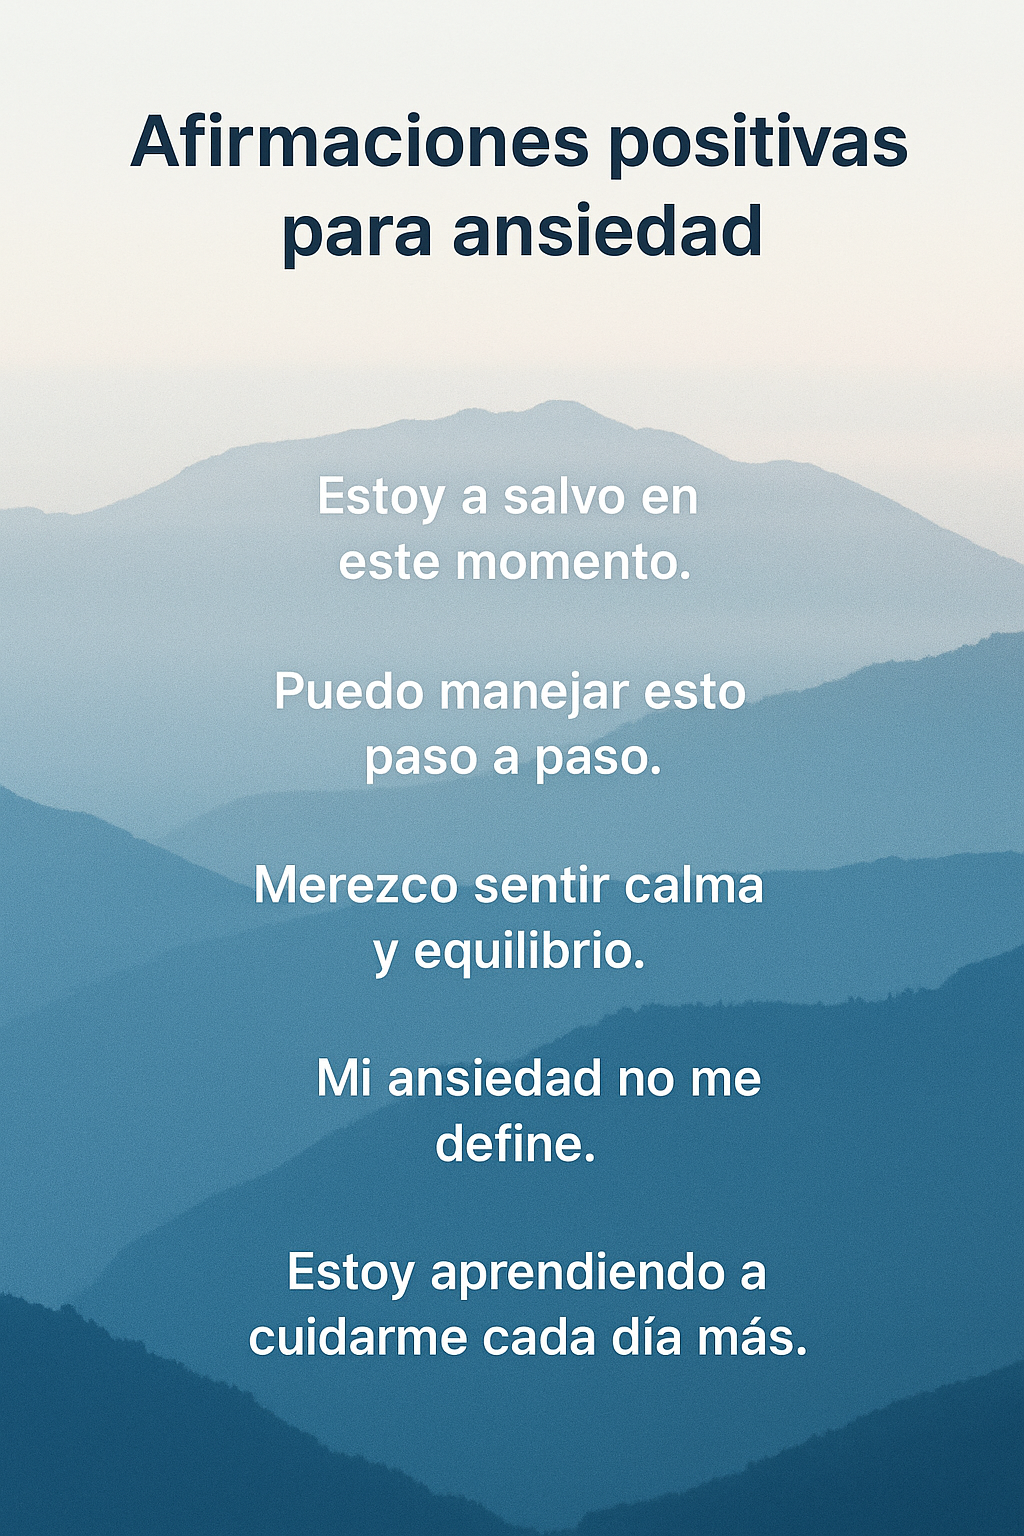 Afirmaciones positivas
para ansiedad
Estoy a salvo en
este momento.
Puedo manejar esto
paso a paso.
Merezco sentir calma
y equilibrio.
Mi ansiedad no me
define.
Estoy aprendiendo a
cuidarme cada día más.